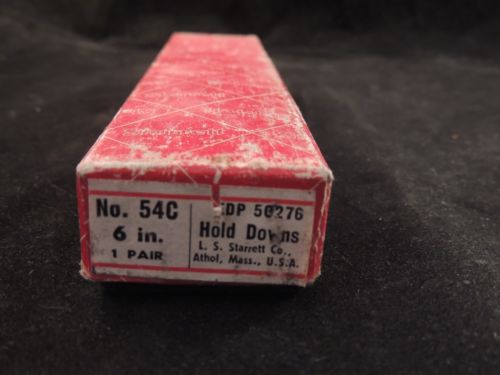 No. 54C
6 in.
1 PAIR
EDP 50276
Hold Downs
L. S. Starrett Co.,
Athol, Mass., U.S.A.